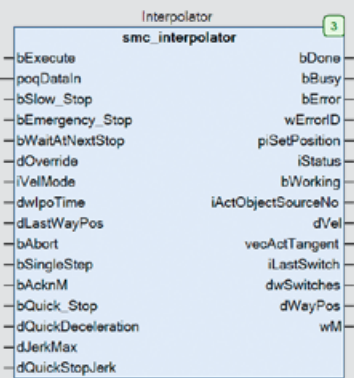 Interpolator
3
smc_interpolator
bExecute bDone
poqDataIn bBusy
bSlow_Stop bError
bEmergency_Stop wErrorID
bWaitAtNextStop piSetPosition
dOverride iStatus
iVelMode bWorking
dwIpoTime iActObjectSourceNo
dLastWayPos dVel
bAbort vecActTangent
bSingleStep iLastSwitch
bAcknM dwSwitches
bQuick_Stop dWayPos
dQuickDeceleration wM
dJerkMax
dQuickStopJerk